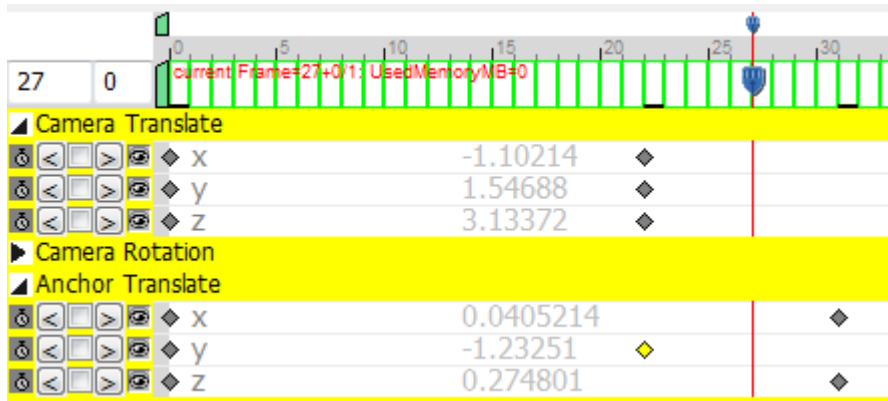 0 5 10 15 20 25 30
27 0 current Frame=27+0/1: UsedMemoryMB=0
Camera Translate
< > x -1.10214
< > y 1.54688
< > z 3.13372
Camera Rotation
Anchor Translate
< > x 0.0405214
< > y -1.23251
< > z 0.274801